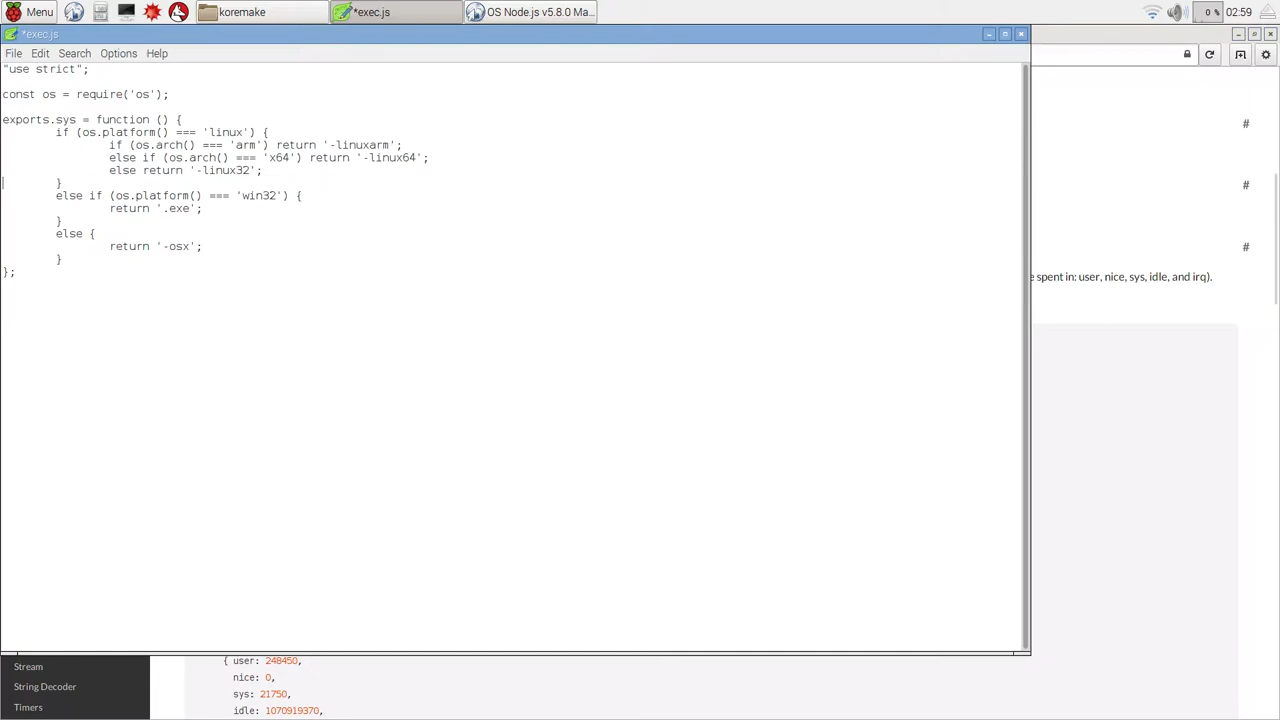 Menu
koremake
*exec.js
OS Node.js v5.8.0 Ma...
0 %
02:59
*exec.js
File Edit Search Options Help
"use strict";
const os = require('os');
exports.sys = function () {
if (os.platform() === 'linux') {
if (os.arch() === 'arm') return '-linuxarm';
else if (os.arch() === 'x64') return '-linux64';
else return '-linux32';
}
else if (os.platform() === 'win32') {
return '.exe';
}
else {
return '-osx';
}
};
#
#
#
e spent in: user, nice, sys, idle, and irq).
Stream
String Decoder
Timers
{ user: 248450,
nice: 0,
sys: 21750,
idle: 1070919370,